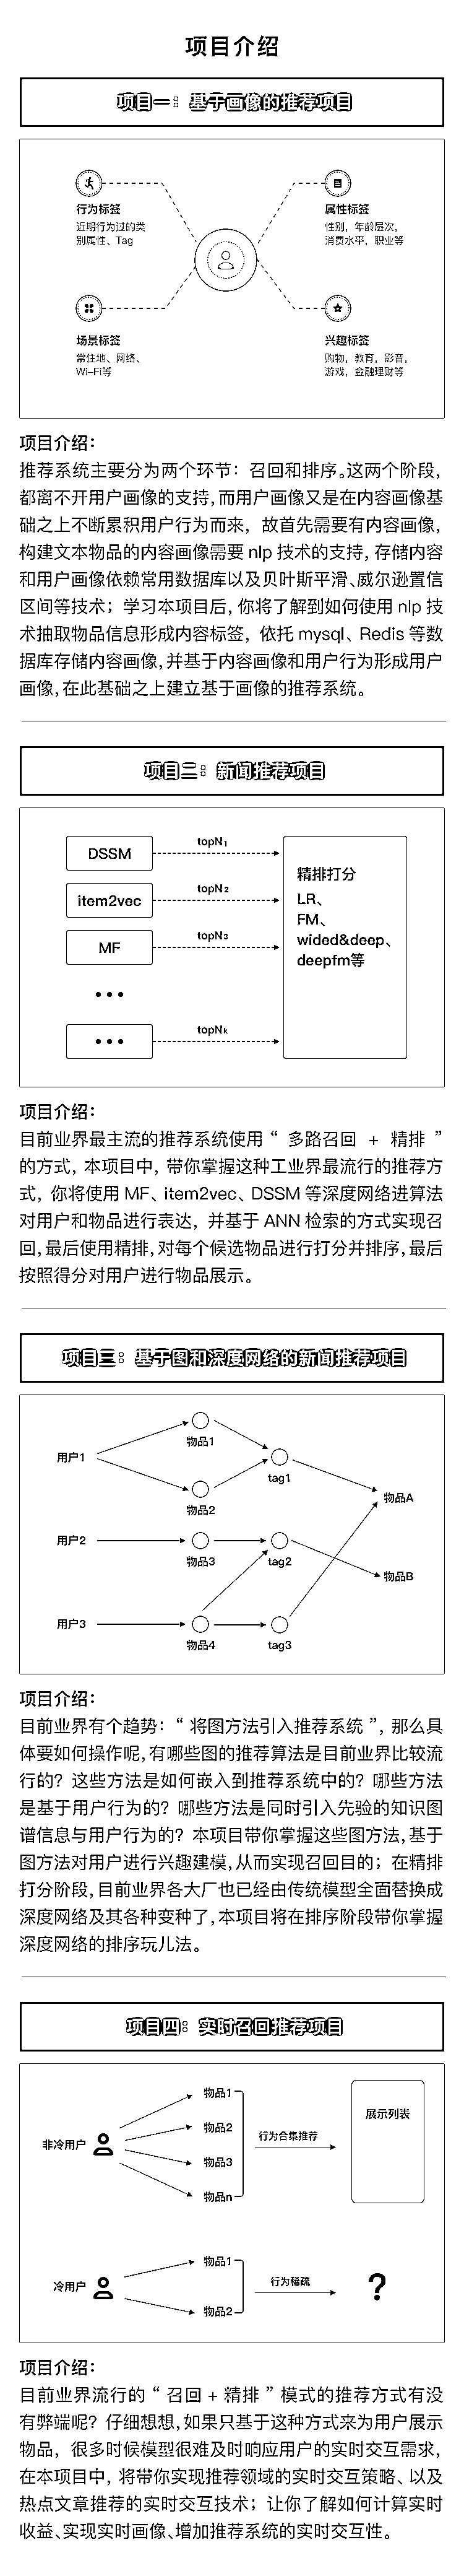 项目介绍
项目一：基于画像的推荐项目
行为标签
近期行为过的类
别属性、Tag
属性标签
性别，年龄层次，
消费水平，职业等
场景标签
常住地、网络、
Wi-Fi等
兴趣标签
购物，教育，影音，
游戏，金融理财等
项目介绍：
推荐系统主要分为两个环节：召回和排序。这两个阶段，
都离不开用户画像的支持，而用户画像又是在内容画像基
础之上不断累积用户行为而来，故首先需要有内容画像，
构建文本物品的内容画像需要 nlp 技术的支持，存储内容
和用户画像依赖常用数据库以及贝叶斯平滑、威尔逊置信
区间等技术；学习本项目后，你将了解到如何使用 nlp 技
术抽取物品信息形成内容标签，依托 mysql、Redis 等数
据库存储内容画像，并基于内容画像和用户行为形成用户
画像，在此基础之上建立基于画像的推荐系统。
项目二：新闻推荐项目
DSSM
topN1
item2vec
topN2
MF
topN3
•••
•••
topNk
精排打分
LR、
FM、
wided&deep、
deepfm等
项目介绍：
目前业界最主流的推荐系统使用“ 多路召回 + 精排 ”
的方式，本项目中，带你掌握这种工业界最流行的推荐方
式，你将使用 MF、item2vec、DSSM 等深度网络进算法
对用户和物品进行表达，并基于 ANN 检索的方式实现召
回，最后使用精排，对每个候选物品进行打分并排序，最后
按照得分对用户进行物品展示。
项目三：基于图和深度网络的新闻推荐项目
用户1
物品1
物品2
tag1
物品A
用户2
物品3
tag2
物品B
用户3
物品4
tag3
项目介绍：
目前业界有个趋势：“ 将图方法引入推荐系统 ”，那么具
体要如何操作呢，有哪些图的推荐算法是目前业界比较流
行的？这些方法是如何嵌入到推荐系统中的？哪些方法
是基于用户行为的？哪些方法是同时引入先验的知识图
谱信息与用户行为的？本项目带你掌握这些图方法，基于
图方法对用户进行兴趣建模，从而实现召回目的；在精排
打分阶段，目前业界各大厂也已经由传统模型全面替换成
深度网络及其各种变种了，本项目将在排序阶段带你掌握
深度网络的排序玩儿法。
项目四：实时召回推荐项目
非冷用户
物品1
物品2
物品3
物品n
行为合集推荐
展示列表
冷用户
物品1
物品2
行为稀疏
?
项目介绍：
目前业界流行的“ 召回 + 精排 ”模式的推荐方式有没
有弊端呢？仔细想想，如果只基于这种方式来为用户展示
物品，很多时候模型很难及时响应用户的实时交互需求，
在本项目中，将带你实现推荐领域的实时交互策略、以及
热点文章推荐的实时交互技术；让你了解如何计算实时
收益、实现实时画像、增加推荐系统的实时交互性。